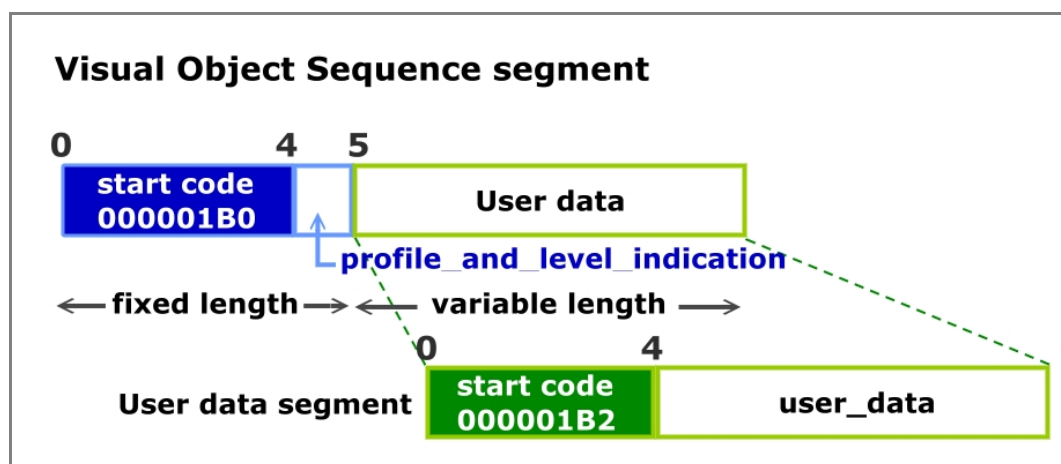 Visual Object Sequence segment
0 4 5
start code
000001B0
User data
profile_and_level_indication
fixed length
variable length
0 4
User data segment
start code
000001B2
user_data